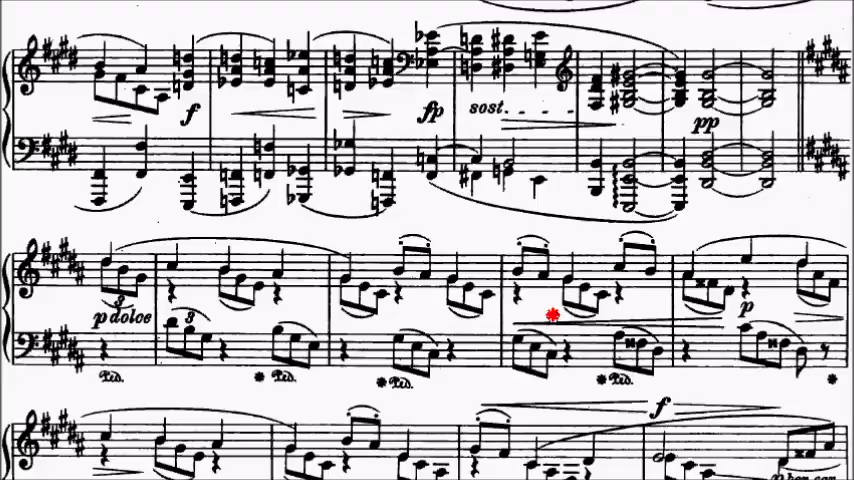 f fp sost. pp
3
p dolce 3 p
Ped. Ped. Ped. Ped.
f